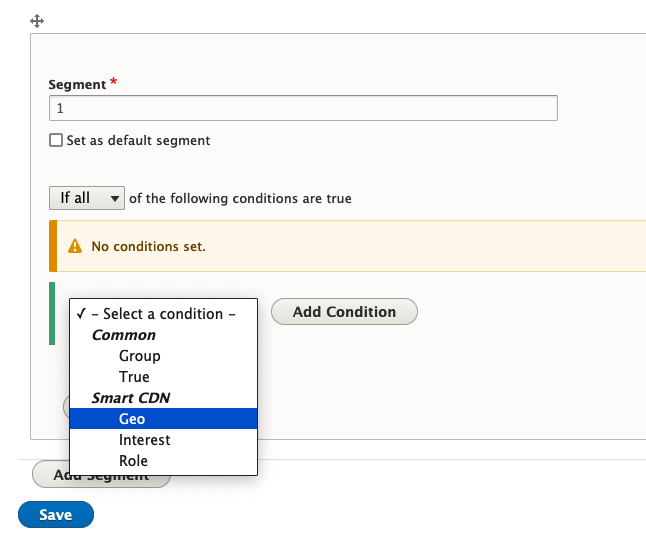 Segment *
1
Set as default segment
If all ▼ of the following conditions are true
No conditions set.
✓ – Select a condition –
Add Condition
Common
Group
True
Smart CDN
Geo
Interest
Role
Add Segment
Save